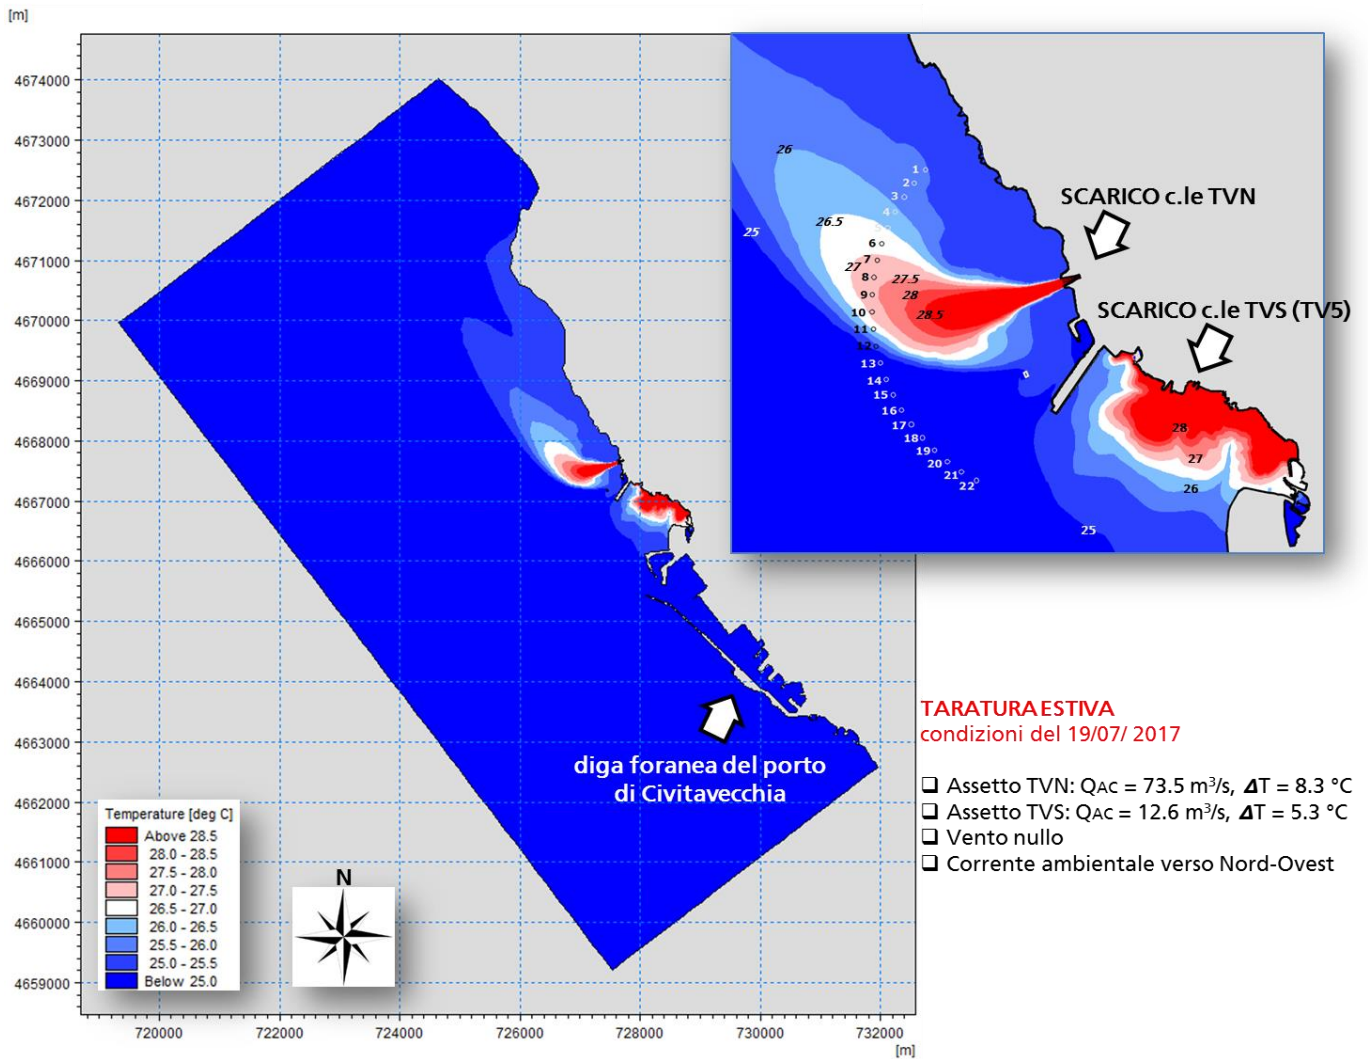 [m]
4674000
4673000
4672000
4671000
4670000
4669000
4668000
4667000
4666000
4665000
4664000
4663000
4662000
4661000
4660000
4659000
720000
722000
724000
726000
728000
730000
732000
[m]
26
26.5
25
27
27.5
28
28.5
1
2
3
4
5
6
7
8
9
10
11
12
13
14
15
16
17
18
19
20
21
22
SCARICO c.le TVN
SCARICO c.le TVS (TV5)
28
27
26
25
diga foranea del porto
di Civitavecchia
Temperature [deg C]
Above 28.5
28.0 - 28.5
27.5 - 28.0
27.0 - 27.5
26.5 - 27.0
26.0 - 26.5
25.5 - 26.0
25.0 - 25.5
Below 25.0
N
TARATURA ESTIVA
condizioni del 19/07/ 2017
❑ Assetto TVN: QAC = 73.5 m³/s, ΔT = 8.3 °C
❑ Assetto TVS: QAC = 12.6 m³/s, ΔT = 5.3 °C
❑ Vento nullo
❑ Corrente ambientale verso Nord-Ovest